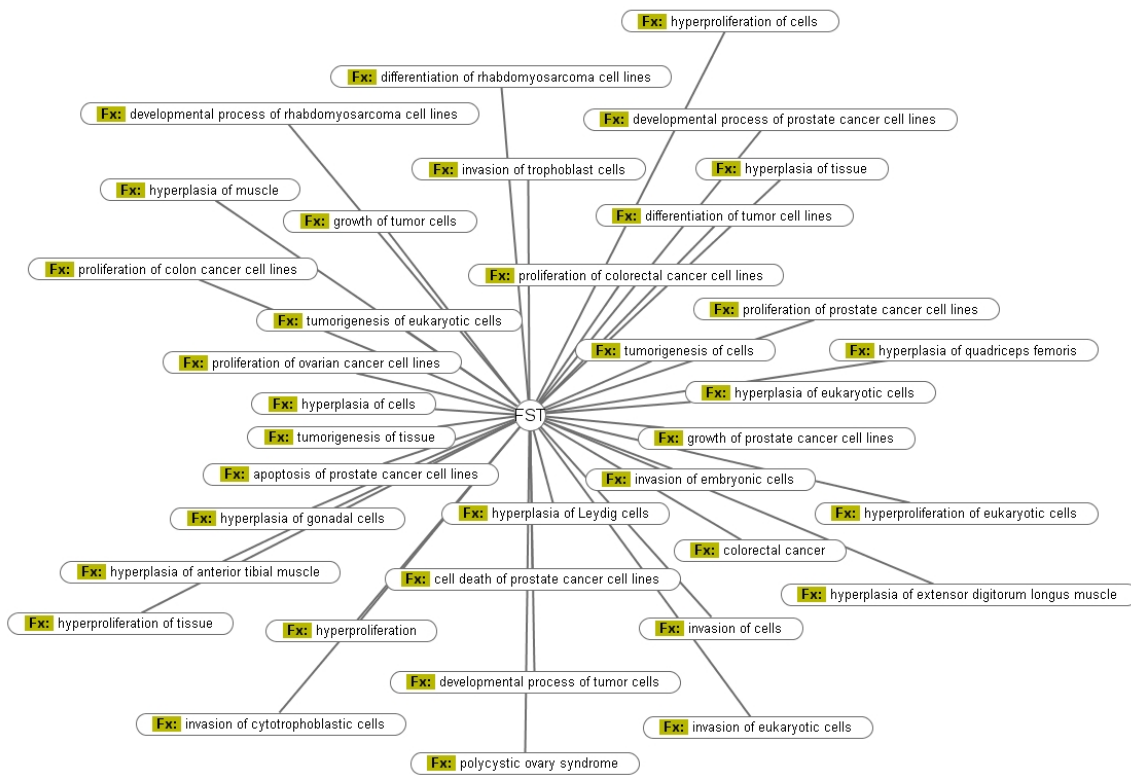 Fx: hyperproliferation of cells
Fx: differentiation of rhabdomyosarcoma cell lines
Fx: developmental process of rhabdomyosarcoma cell lines
Fx: developmental process of prostate cancer cell lines
Fx: invasion of trophoblast cells
Fx: hyperplasia of tissue
Fx: hyperplasia of muscle
Fx: growth of tumor cells
Fx: differentiation of tumor cell lines
Fx: proliferation of colon cancer cell lines
Fx: proliferation of colorectal cancer cell lines
Fx: proliferation of prostate cancer cell lines
Fx: tumorigenesis of eukaryotic cells
Fx: tumorigenesis of cells
Fx: hyperplasia of quadriceps femoris
Fx: proliferation of ovarian cancer cell lines
Fx: hyperplasia of eukaryotic cells
Fx: hyperplasia of cells
FST
Fx: tumorigenesis of tissue
Fx: growth of prostate cancer cell lines
Fx: apoptosis of prostate cancer cell lines
Fx: invasion of embryonic cells
Fx: hyperplasia of gonadal cells
Fx: hyperplasia of Leydig cells
Fx: hyperproliferation of eukaryotic cells
Fx: colorectal cancer
Fx: hyperplasia of anterior tibial muscle
Fx: cell death of prostate cancer cell lines
Fx: hyperplasia of extensor digitorum longus muscle
Fx: hyperproliferation of tissue
Fx: hyperproliferation
Fx: invasion of cells
Fx: developmental process of tumor cells
Fx: invasion of cytotrophoblastic cells
Fx: invasion of eukaryotic cells
Fx: polycystic ovary syndrome